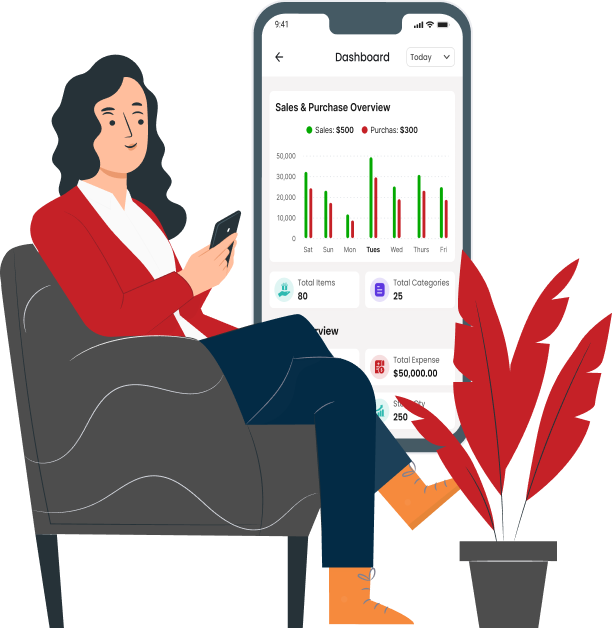 9:41
Dashboard
Today
Sales & Purchase Overview
Sales: $500 Purchas: $300
50,000
30,000
20,000
10,000
0
Sat Sun Mon Tues Wed Thurs Fri
Total Items
80
Total Categories
25
Total Expense
$50,000.00
250